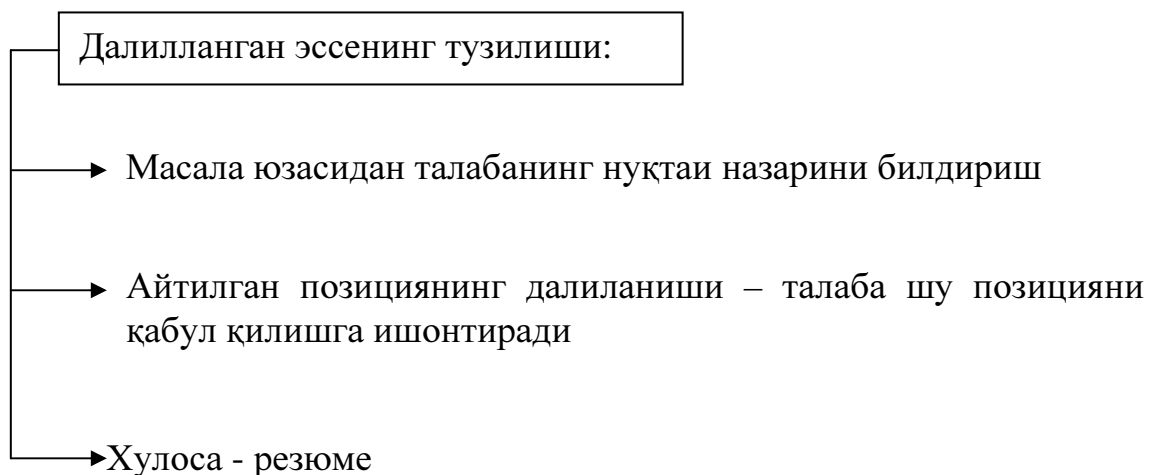 Далилланган эссенинг тузилиши:
Масала юзасидан талабанинг нуқтаи назарини билдириш
Айтилган позициянинг далиланиши – талаба шу позицияни
қабул қилишга ишонтиради
Хулоса - резюме